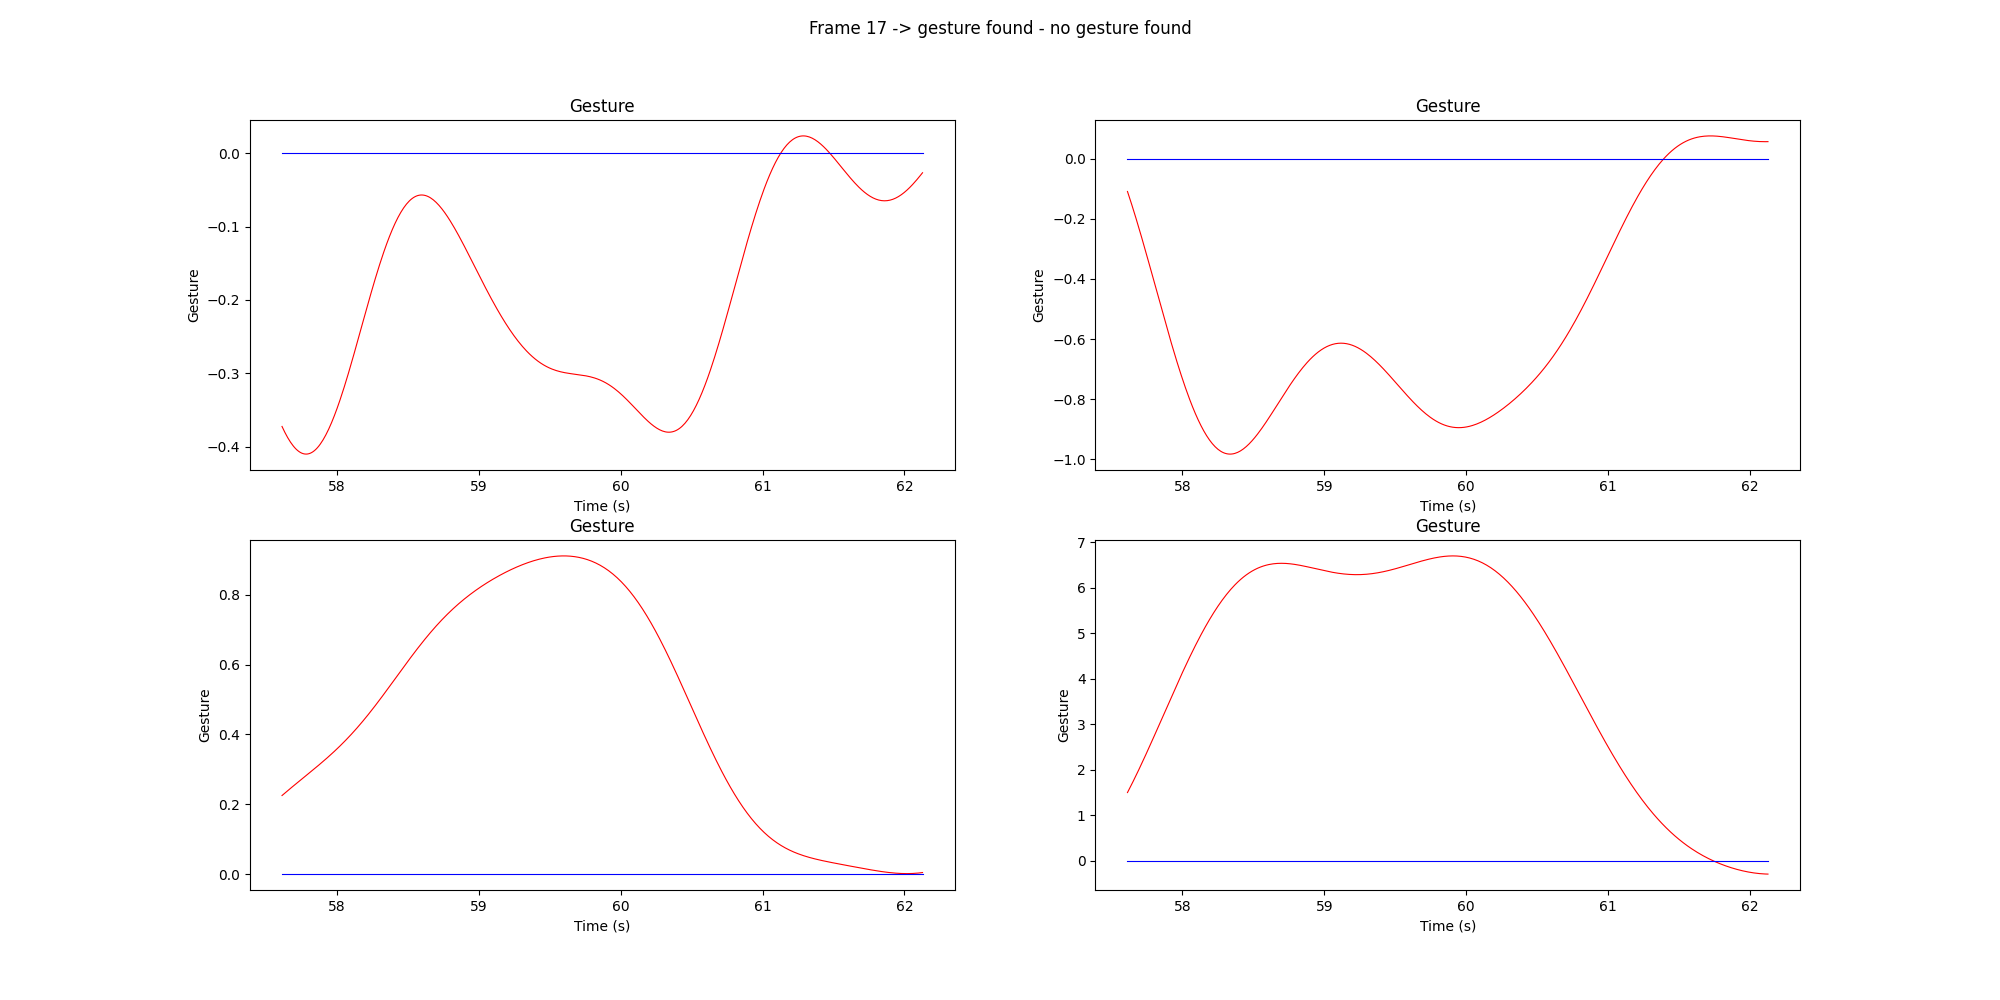 Frame 17 -> gesture found - no gesture found
Gesture
Gesture
0.0
−0.1
−0.2
−0.3
−0.4
58 59 60 61 62
Time (s)
Gesture
Gesture
0.0
−0.2
−0.4
−0.6
−0.8
−1.0
58 59 60 61 62
Time (s)
Gesture
Gesture
0.8
0.6
0.4
0.2
0.0
58 59 60 61 62
Time (s)
Gesture
Gesture
7
6
5
4
3
2
1
0
58 59 60 61 62
Time (s)